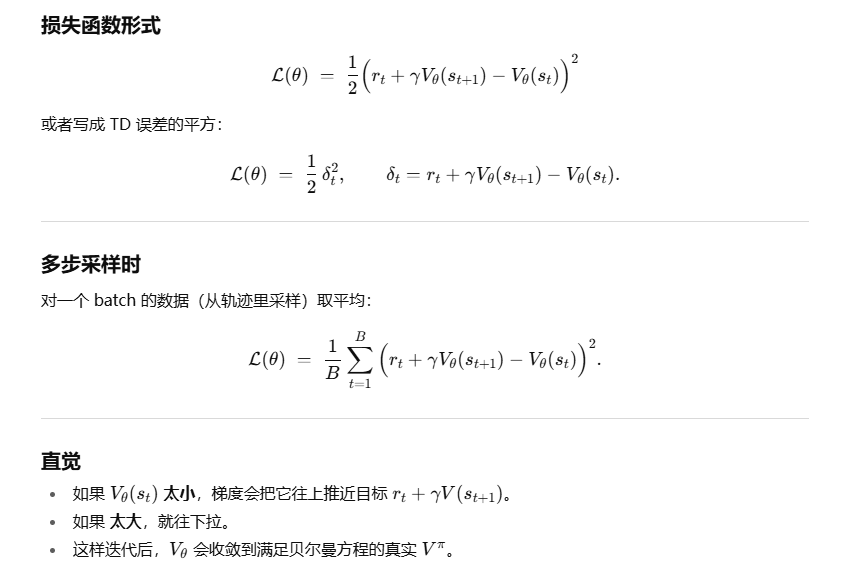 损失函数形式
$\mathcal{L}(\theta) = \frac{1}{2}\left(r_t + \gamma V_\theta(s_{t+1}) - V_\theta(s_t)\right)^2$
或者写成 TD 误差的平方：
$\mathcal{L}(\theta) = \frac{1}{2}\delta_t^2, \qquad \delta_t = r_t + \gamma V_\theta(s_{t+1}) - V_\theta(s_t).$
多步采样时
对一个 batch 的数据（从轨迹里采样）取平均：
$\mathcal{L}(\theta) = \frac{1}{B}\sum_{t=1}^{B}\left(r_t + \gamma V_\theta(s_{t+1}) - V_\theta(s_t)\right)^2.$
直觉
• 如果 $V_\theta(s_t)$ 太小，梯度会把它往上推近目标 $r_t + \gamma V(s_{t+1})$。
• 如果 太大，就往下拉。
• 这样迭代后，$V_\theta$ 会收敛到满足贝尔曼方程的真实 $V^\pi$。